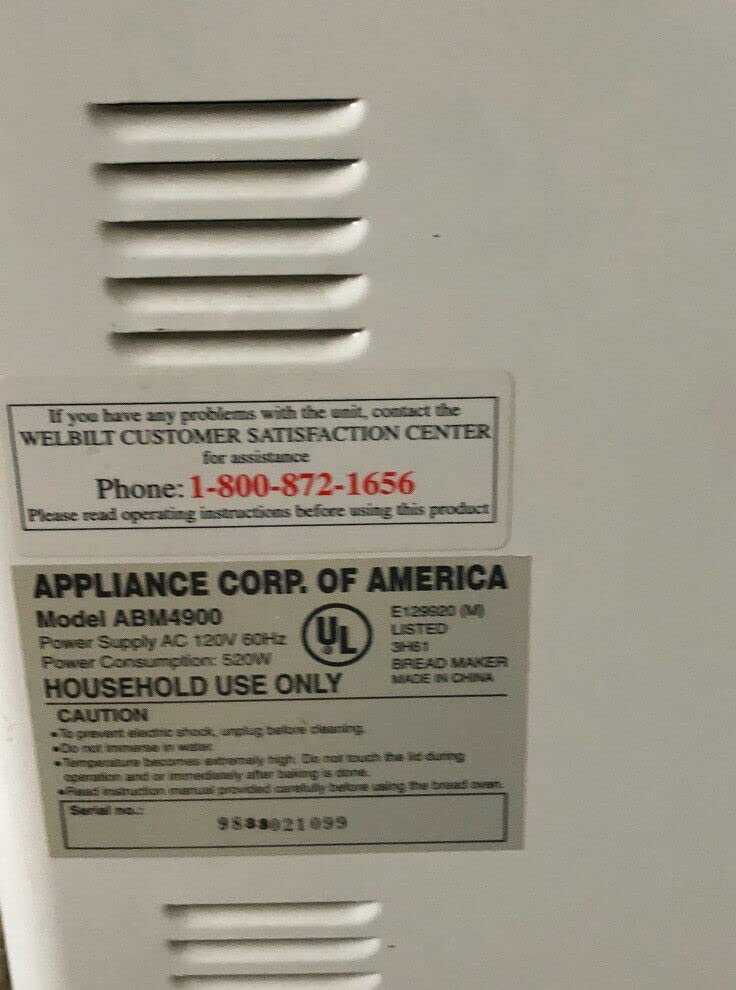 If you have any problems with the unit, contact the
WELBILT CUSTOMER SATISFACTION CENTER
for assistance
Phone: 1-800-872-1656
Please read operating instructions before using this product
APPLIANCE CORP. OF AMERICA
Model ABM4900
Power Supply AC 120V 60Hz
Power Consumption: 520W
HOUSEHOLD USE ONLY
UL
E129920 (M)
LISTED
3H61
BREAD MAKER
MADE IN CHINA
CAUTION
•To prevent electric shock, unplug before cleaning.
•Do not immerse in water.
•Temperature becomes extremely high. Do not touch the lid during
operation and or immediately after baking is done.
•Read instruction manual provided carefully before using the bread oven.
Serial no.:
9838021099